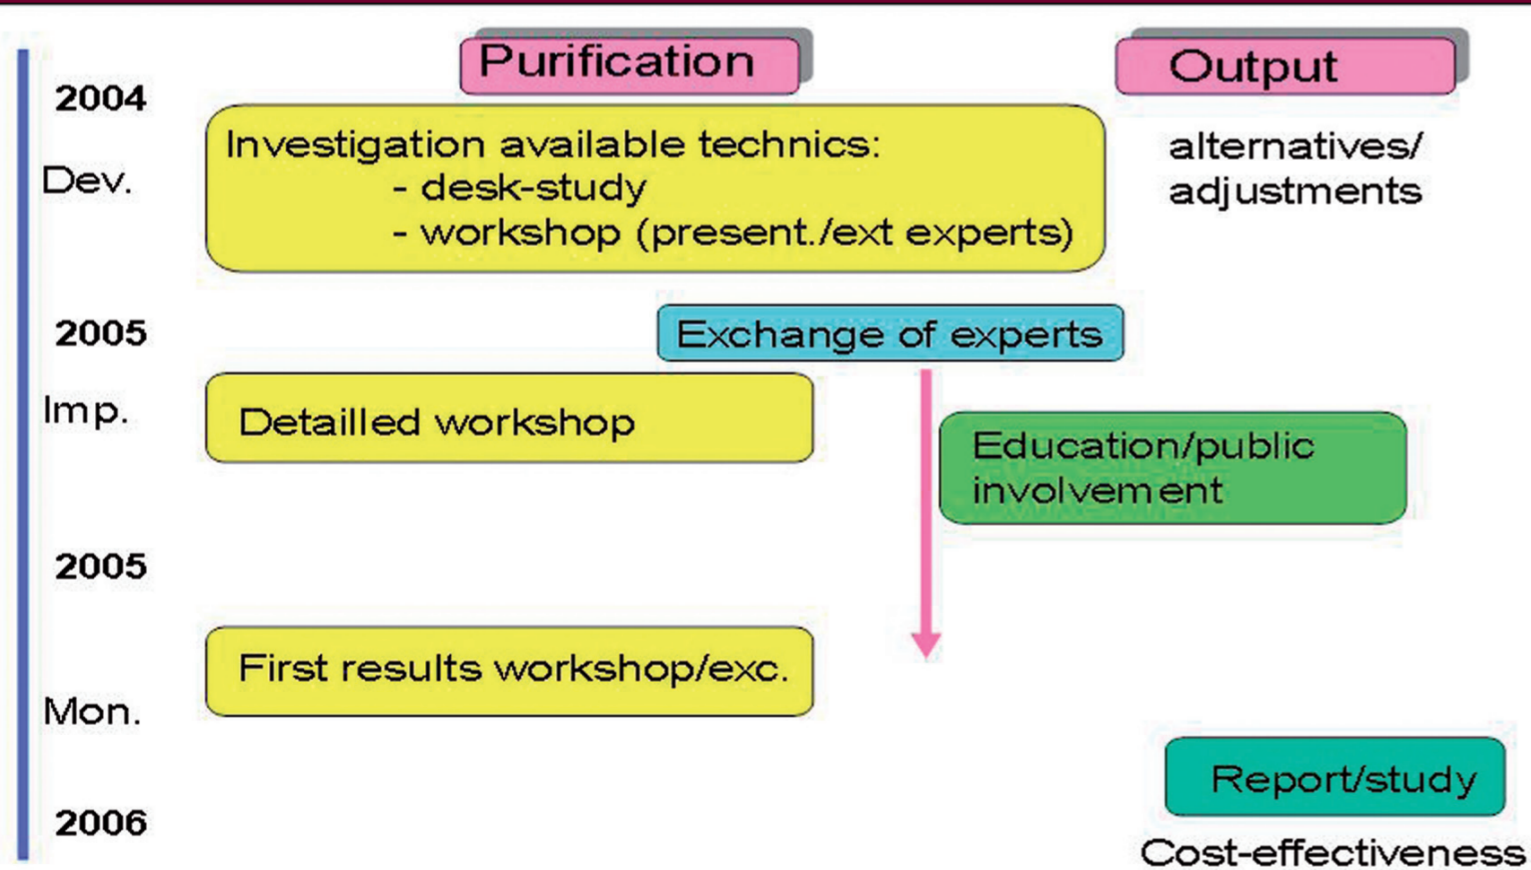 Purification
Output
2004
Investigation available technics:
- desk-study
- workshop (present./ext experts)
alternatives/
adjustments
Dev.
2005
Exchange of experts
Imp.
Detailled workshop
Education/public
involvement
2005
First results workshop/exc.
Mon.
Report/study
2006
Cost-effectiveness